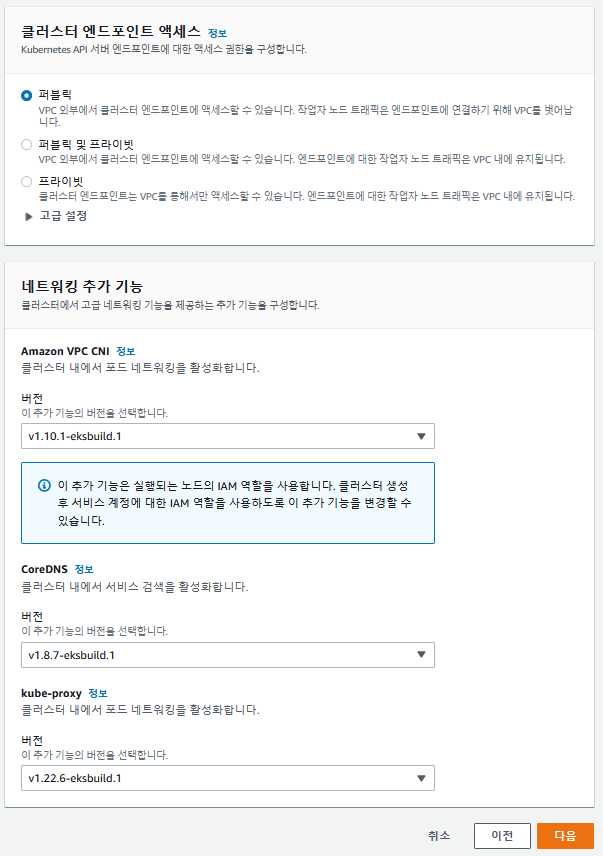 클러스터 엔드포인트 액세스 정보
Kubernetes API 서버 엔드포인트에 대한 액세스 권한을 구성합니다.
퍼블릭
VPC 외부에서 클러스터 엔드포인트에 액세스할 수 있습니다. 작업자 노드 트래픽은 엔드포인트에 연결하기 위해 VPC를 벗어납
니다.
퍼블릭 및 프라이빗
VPC 외부에서 클러스터 엔드포인트에 액세스할 수 있습니다. 엔드포인트에 대한 작업자 노드 트래픽은 VPC 내에 유지됩니다.
프라이빗
클러스터 엔드포인트는 VPC를 통해서만 액세스할 수 있습니다. 엔드포인트에 대한 작업자 노드 트래픽은 VPC 내에 유지됩니다.
고급 설정
네트워킹 추가 기능
클러스터에서 고급 네트워킹 기능을 제공하는 추가 기능을 구성합니다.
Amazon VPC CNI 정보
클러스터 내에서 포드 네트워킹을 활성화합니다.
버전
이 추가 기능의 버전을 선택합니다.
v1.10.1-eksbuild.1
이 추가 기능은 실행되는 노드의 IAM 역할을 사용합니다. 클러스터 생성
후 서비스 계정에 대한 IAM 역할을 사용하도록 이 추가 기능을 변경할 수
있습니다.
CoreDNS 정보
클러스터 내에서 서비스 검색을 활성화합니다.
버전
이 추가 기능의 버전을 선택합니다.
v1.8.7-eksbuild.1
kube-proxy 정보
클러스터 내에서 포드 네트워킹을 활성화합니다.
버전
이 추가 기능의 버전을 선택합니다.
v1.22.6-eksbuild.1
취소 이전 다음